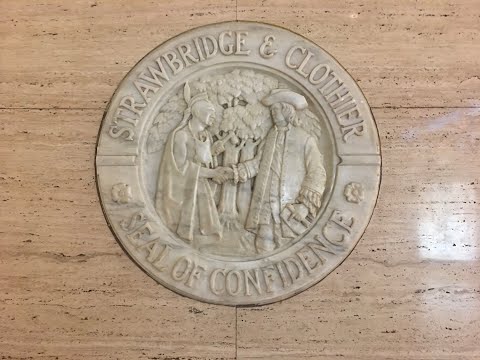 STRAWBRIDGE & CLOTHIER
SEAL OF CONFIDENCE